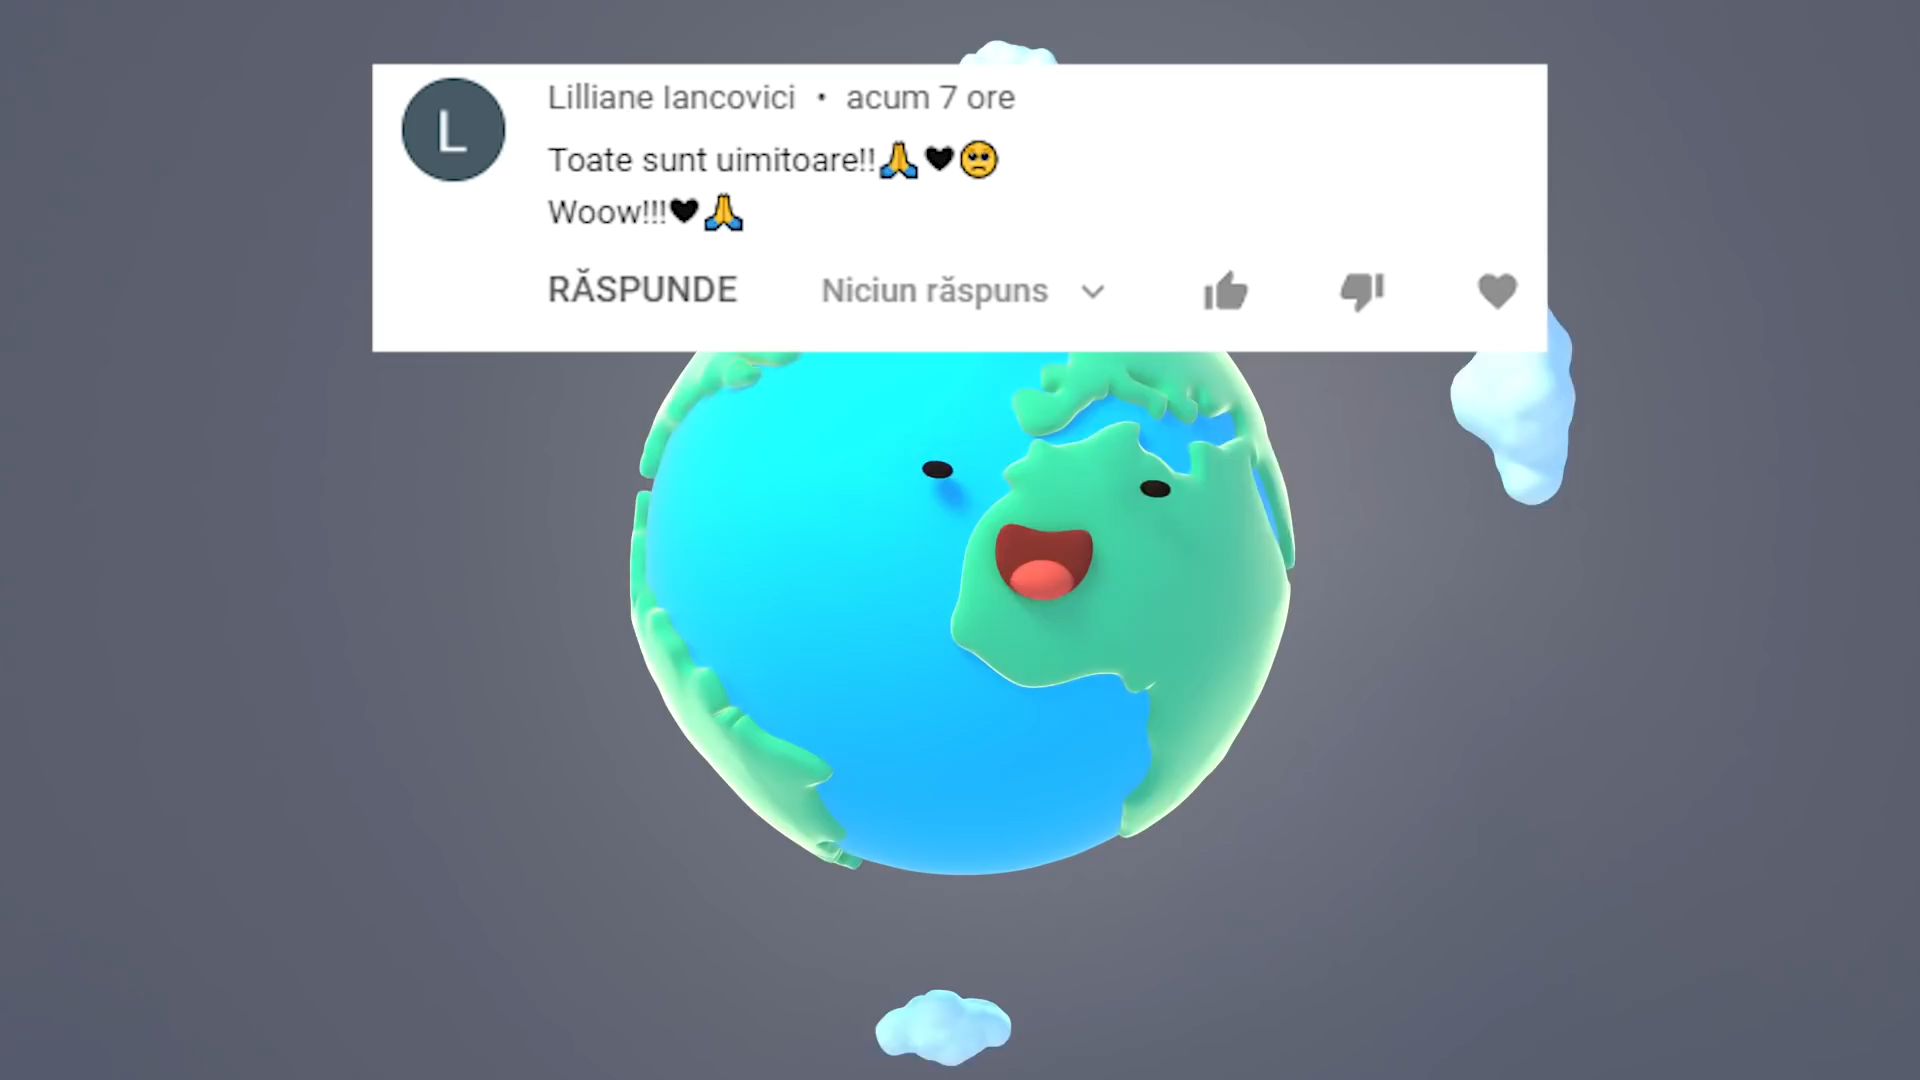 L
Lilliane Iancovici • acum 7 ore
Toate sunt uimitoare!!🙏🖤🥺
Woow!!!🖤🙏
RĂSPUNDE Niciun răspuns